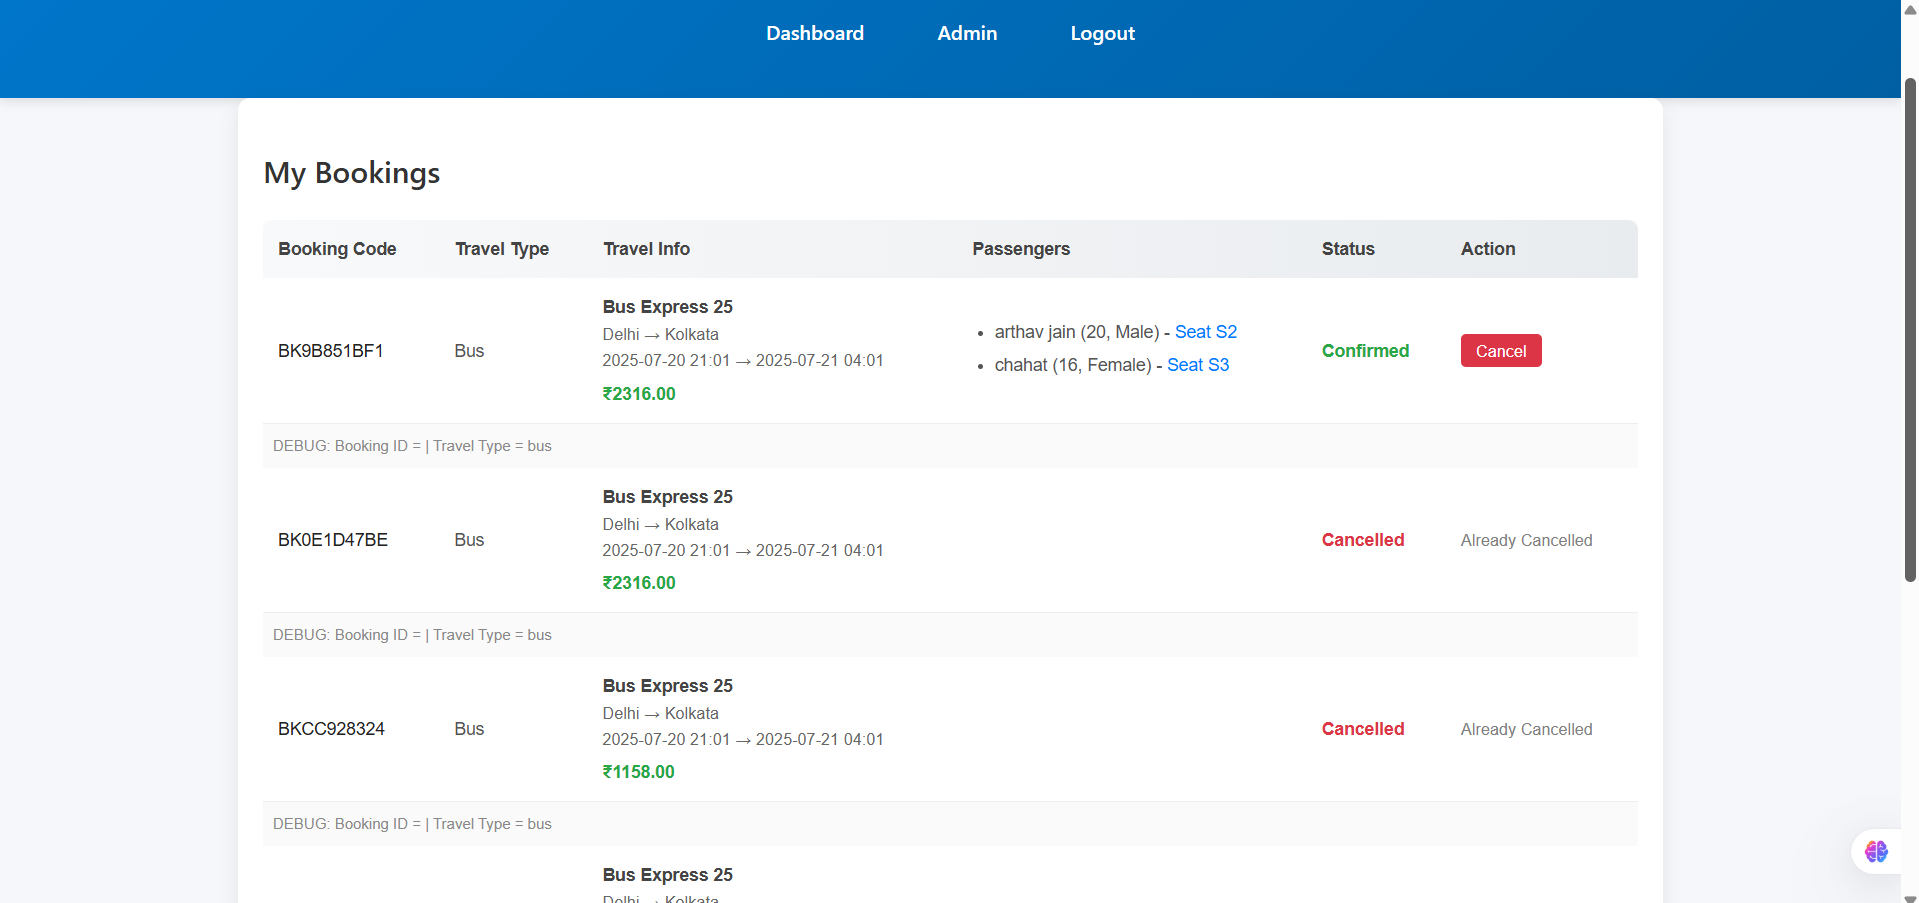 Dashboard Admin Logout
My Bookings
Booking Code Travel Type Travel Info Passengers Status Action
Bus Express 25
Delhi → Kolkata
2025-07-20 21:01 → 2025-07-21 04:01
₹2316.00
BK9B851BF1 Bus
• arthav jain (20, Male) - Seat S2
• chahat (16, Female) - Seat S3
Confirmed Cancel
DEBUG: Booking ID = | Travel Type = bus
Bus Express 25
Delhi → Kolkata
2025-07-20 21:01 → 2025-07-21 04:01
₹2316.00
BK0E1D47BE Bus
Cancelled Already Cancelled
DEBUG: Booking ID = | Travel Type = bus
Bus Express 25
Delhi → Kolkata
2025-07-20 21:01 → 2025-07-21 04:01
₹1158.00
BKCC928324 Bus
Cancelled Already Cancelled
DEBUG: Booking ID = | Travel Type = bus
Bus Express 25
Delhi → Kolkata